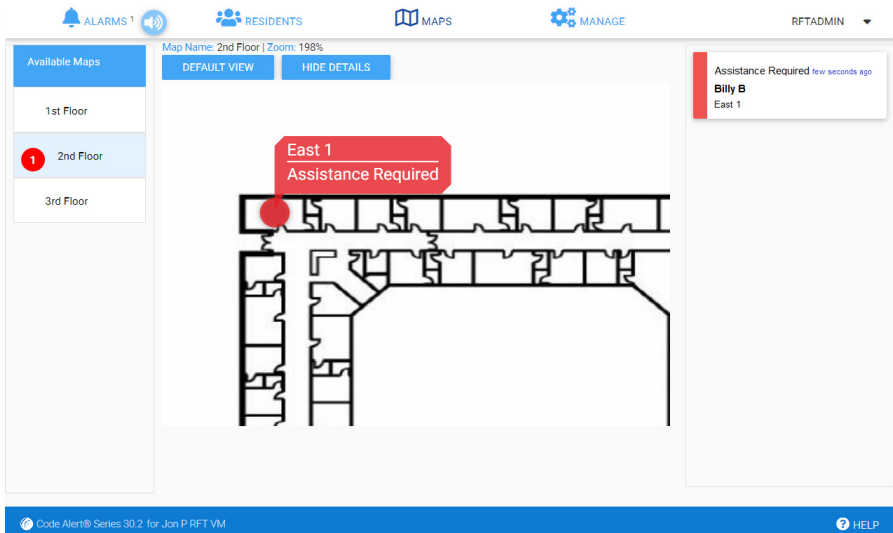 ALARMS 1
RESIDENTS
MAPS
MANAGE
RFTADMIN
Map Name: 2nd Floor | Zoom: 198%
Available Maps
DEFAULT VIEW
HIDE DETAILS
1st Floor
1 2nd Floor
3rd Floor
East 1
Assistance Required
Assistance Required few seconds ago
Billy B
East 1
Code Alert® Series 30.2 for Jon P RFT VM
? HELP